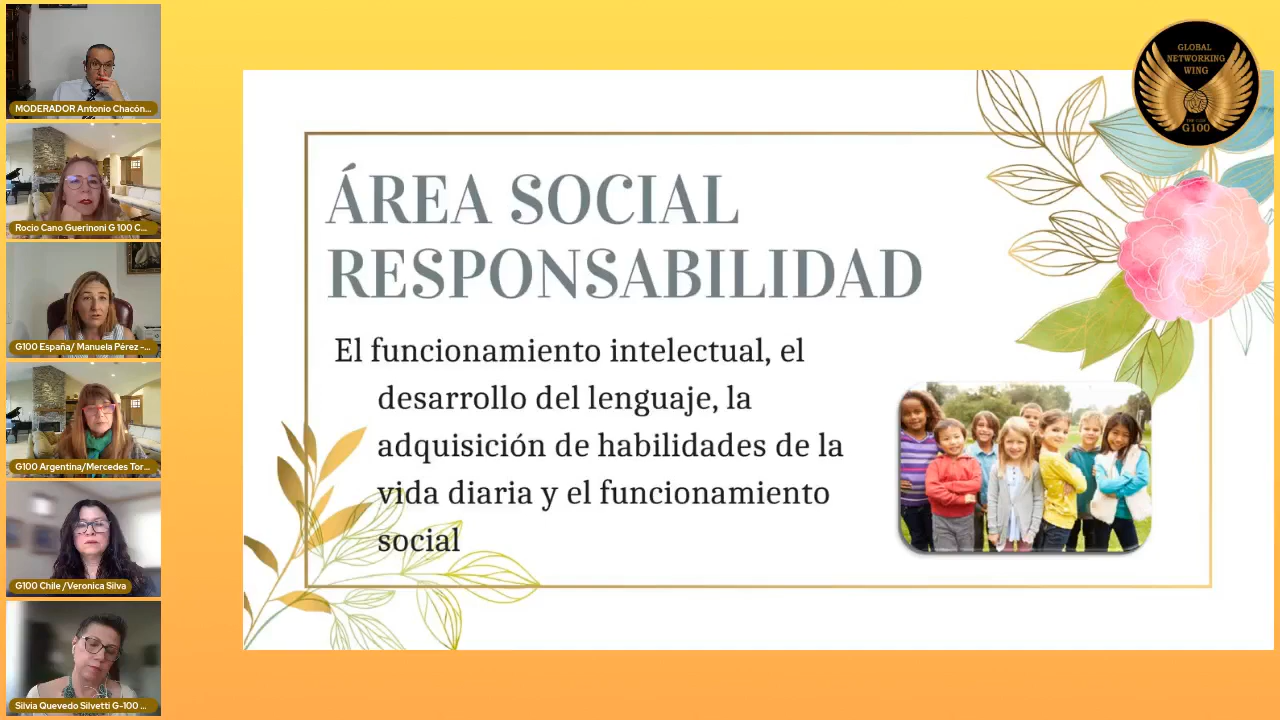 MODERADOR Antonio Chacón...
Rocio Cano Guerinoni G 100 C...
G100 España/ Manuela Pérez -...
G100 Argentina/Mercedes Tor...
G100 Chile /Veronica Silva
Silvia Quevedo Silvetti G-100 ...
GLOBAL
NETWORKING
WING
G100
ÁREA SOCIAL
RESPONSABILIDAD
El funcionamiento intelectual, el
desarrollo del lenguaje, la
adquisición de habilidades de la
vida diaria y el funcionamiento
social